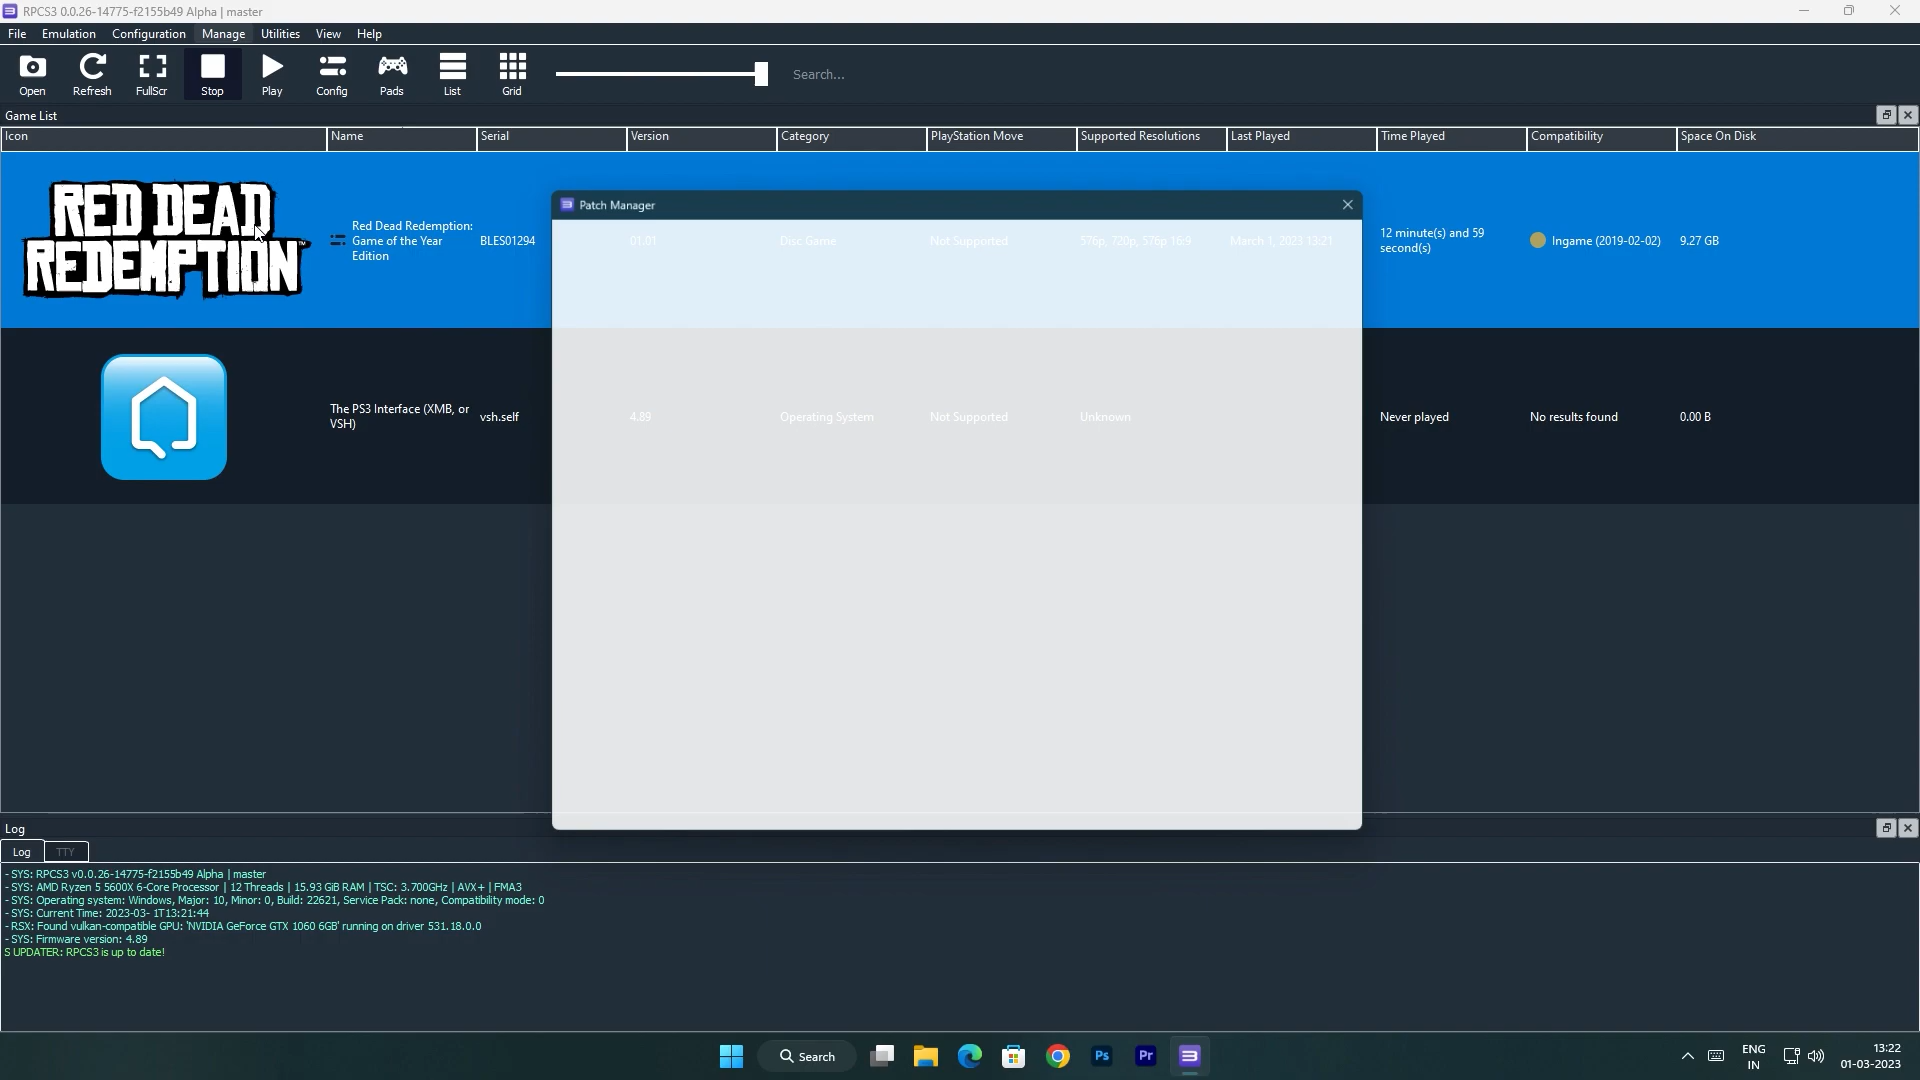 RPCS3 0.0.26-14775-f2155b49 Alpha | master
File Emulation Configuration Manage Utilities View Help
Open Refresh FullScr Stop Play Config Pads List Grid Search...
Game List
Icon Name Serial Version Category PlayStation Move Supported Resolutions Last Played Time Played Compatibility Space On Disk
Patch Manager
RED DEAD
REDEMPTION™
Red Dead Redemption:
Game of the Year
Edition
BLES01294 01.01 Disc Game Not Supported 576p, 720p, 576p 16:9 March 1, 2023 13:21
12 minute(s) and 59
second(s)
Ingame (2019-02-02) 9.27 GB
The PS3 Interface (XMB, or
VSH)
vsh.self 4.89 Operating System Not Supported Unknown Never played No results found 0.00 B
Log
Log TTY
- SYS: RPCS3 v0.0.26-14775-f2155b49 Alpha | master
- SYS: AMD Ryzen 5 5600X 6-Core Processor | 12 Threads | 15.93 GiB RAM | TSC: 3.700GHz | AVX+ | FMA3
- SYS: Operating system: Windows, Major: 10, Minor: 0, Build: 22621, Service Pack: none, Compatibility mode: 0
- SYS: Current Time: 2023-03- 1T13:21:44
- RSX: Found vulkan-compatible GPU: 'NVIDIA GeForce GTX 1060 6GB' running on driver 531.18.0.0
- SYS: Firmware version: 4.89
S UPDATER: RPCS3 is up to date!
Search
Ps
Pr
ENG
IN
13:22
01-03-2023